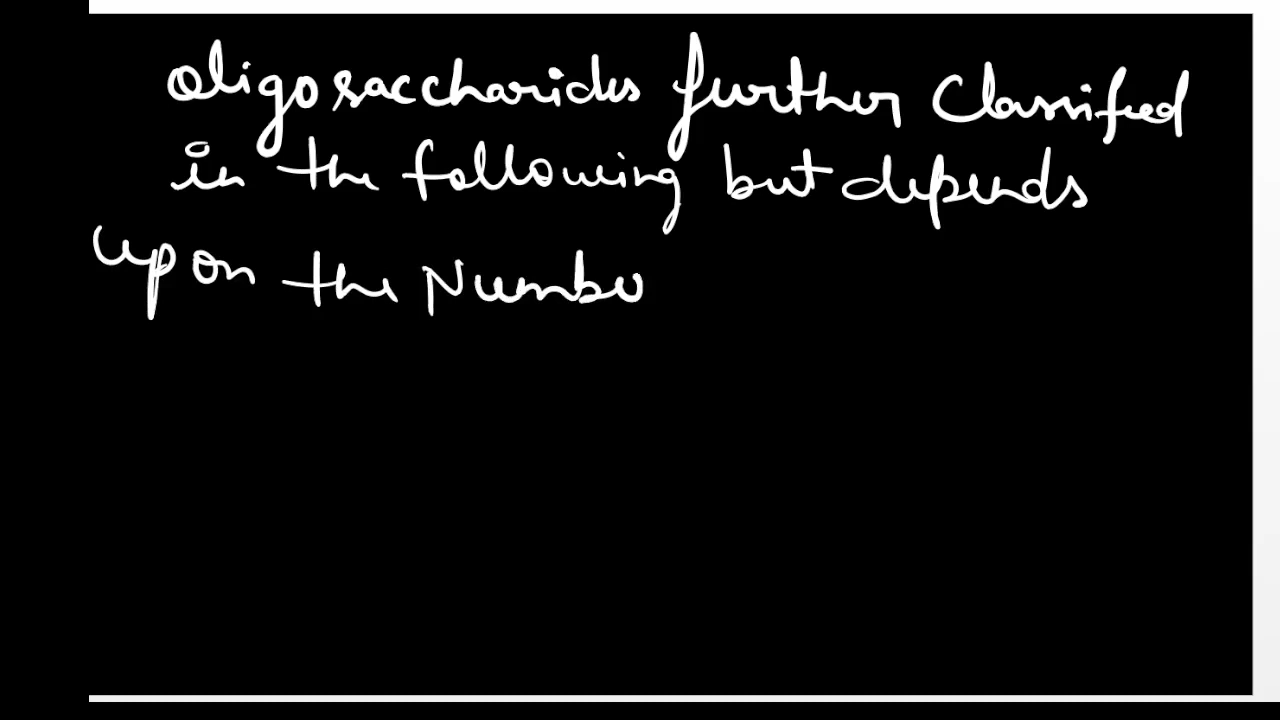 Oligosaccharides further Classified
in the following but depends
upon the Numbe